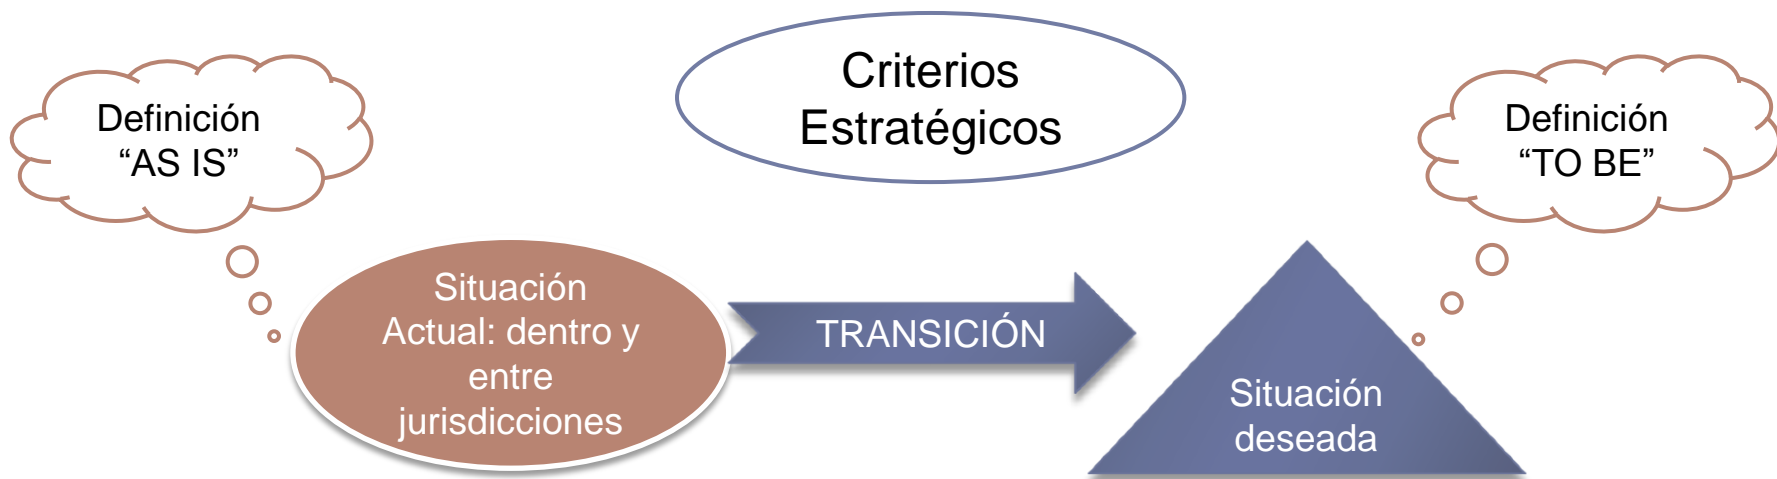 Criterios
Estratégicos
Definición
“AS IS”
Definición
“TO BE”
Situación
Actual: dentro y
entre
jurisdicciones
TRANSICIÓN
Situación
deseada